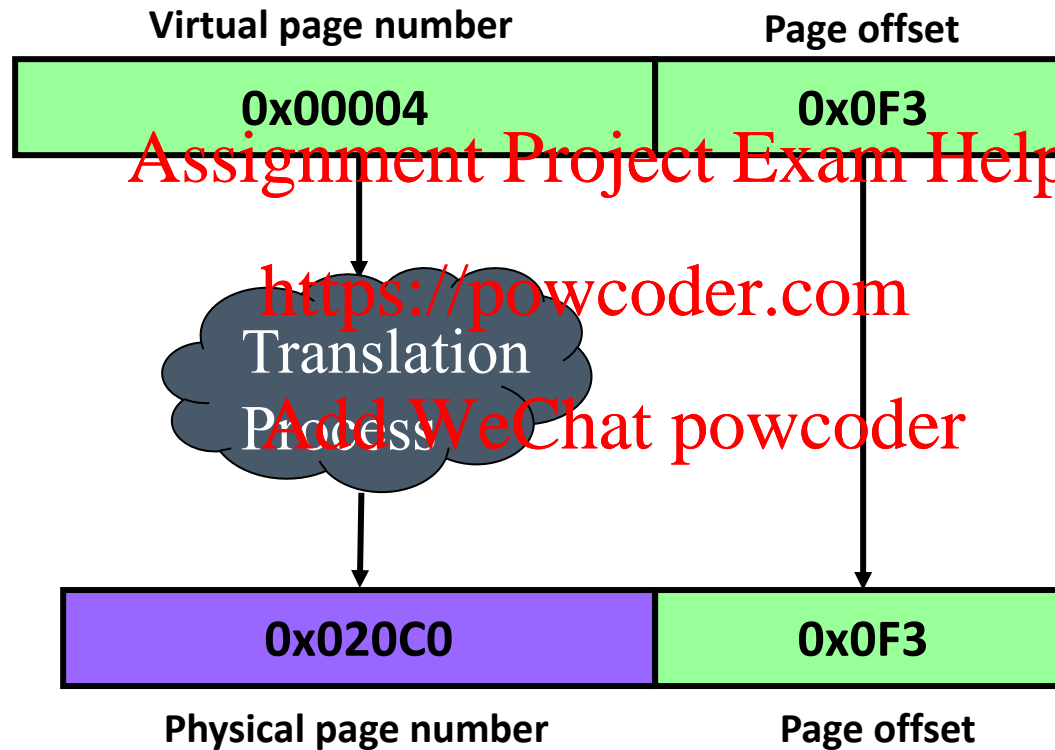 Virtual page number
Page offset
0x00004
0x0F3
Assignment Project Exam Help
https://powcoder.com
Translation
Process
Add WeChat powcoder
0x020C0
0x0F3
Physical page number
Page offset